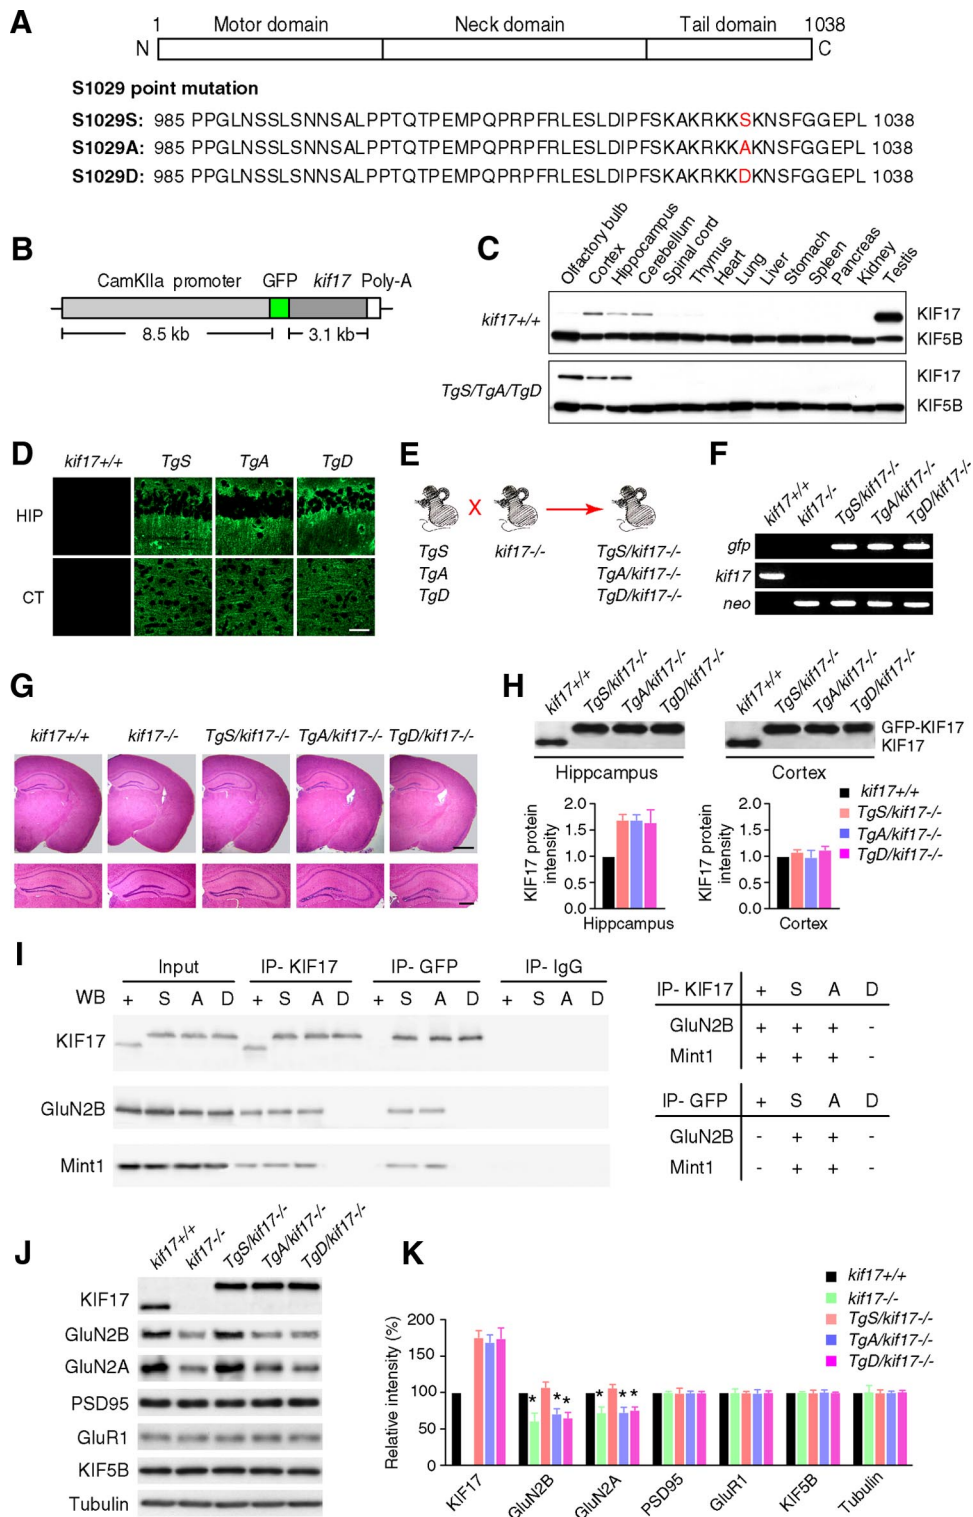 A
1 Motor domain Neck domain Tail domain 1038
N C
S1029 point mutation
S1029S: 985 PPGLNSSLSNNSALPPTQTPEMPQPRPFRLESLDIPFSKAKRKKSKNSFGGEPL 1038
S1029A: 985 PPGLNSSLSNNSALPPTQTPEMPQPRPFRLESLDIPFSKAKRKKAKNSFGGEPL 1038
S1029D: 985 PPGLNSSLSNNSALPPTQTPEMPQPRPFRLESLDIPFSKAKRKKDKNSFGGEPL 1038
B
CamKIIa promoter GFP kif17 Poly-A
8.5 kb 3.1 kb
C
Olfactory bulb
Cortex
Hippocampus
Cerebellum
Spinal cord
Thymus
Heart
Lung
Liver
Stomach
Spleen
Pancreas
Kidney
Testis
kif17+/+ KIF17
KIF5B
TgS/TgA/TgD KIF17
KIF5B
D
kif17+/+ TgS TgA TgD
HIP
CT
E
X
TgS kif17-/- TgS/kif17-/-
TgA TgA/kif17-/-
TgD TgD/kif17-/-
F
kif17+/+
kif17-/-
TgS/kif17-/-
TgA/kif17-/-
TgD/kif17-/-
gfp
kif17
neo
G
kif17+/+ kif17-/- TgS/kif17-/- TgA/kif17-/- TgD/kif17-/-
H
kif17+/+
TgS/kif17-/-
TgA/kif17-/-
TgD/kif17-/-
kif17+/+
TgS/kif17-/-
TgA/kif17-/-
TgD/kif17-/-
GFP-KIF17
KIF17
Hippcampus Cortex
KIF17 protein intensity
2.0
1.5
1.0
0.5
0.0
Hippcampus
KIF17 protein intensity
2.0
1.5
1.0
0.5
0.0
Cortex
kif17+/+
TgS/kif17-/-
TgA/kif17-/-
TgD/kif17-/-
I
Input IP- KIF17 IP- GFP IP- IgG
WB + S A D + S A D + S A D + S A D
KIF17
GluN2B
Mint1
IP- KIF17 + S A D
GluN2B + + + -
Mint1 + + + -
IP- GFP + S A D
GluN2B - + + -
Mint1 - + + -
J
kif17+/+
kif17-/-
TgS/kif17-/-
TgA/kif17-/-
TgD/kif17-/-
KIF17
GluN2B
GluN2A
PSD95
GluR1
KIF5B
Tubulin
K
kif17+/+
kif17-/-
TgS/kif17-/-
TgA/kif17-/-
TgD/kif17-/-
Relative intensity (%)
200
150
100
50
0
* * * * * *
KIF17
GluN2B
GluN2A
PSD95
GluR1
KIF5B
Tubulin